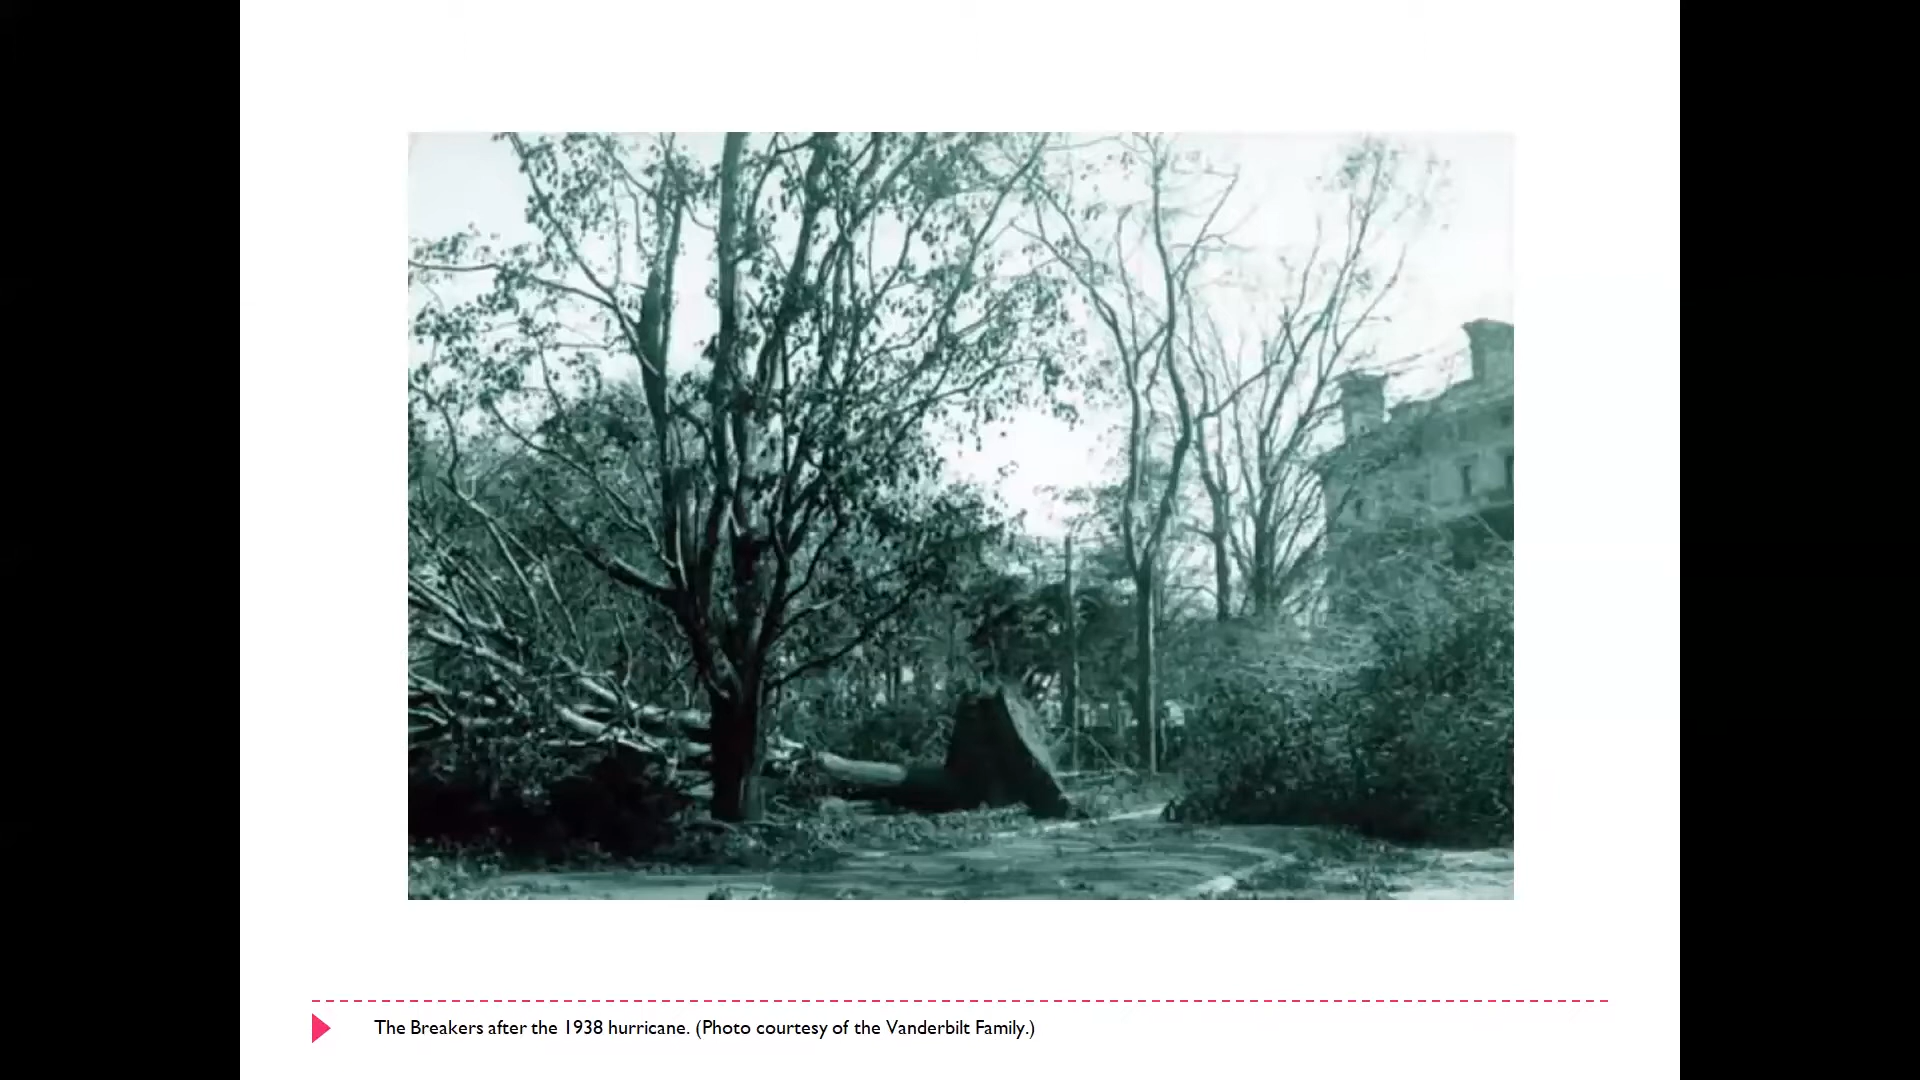 The Breakers after the 1938 hurricane. (Photo courtesy of the Vanderbilt Family.)